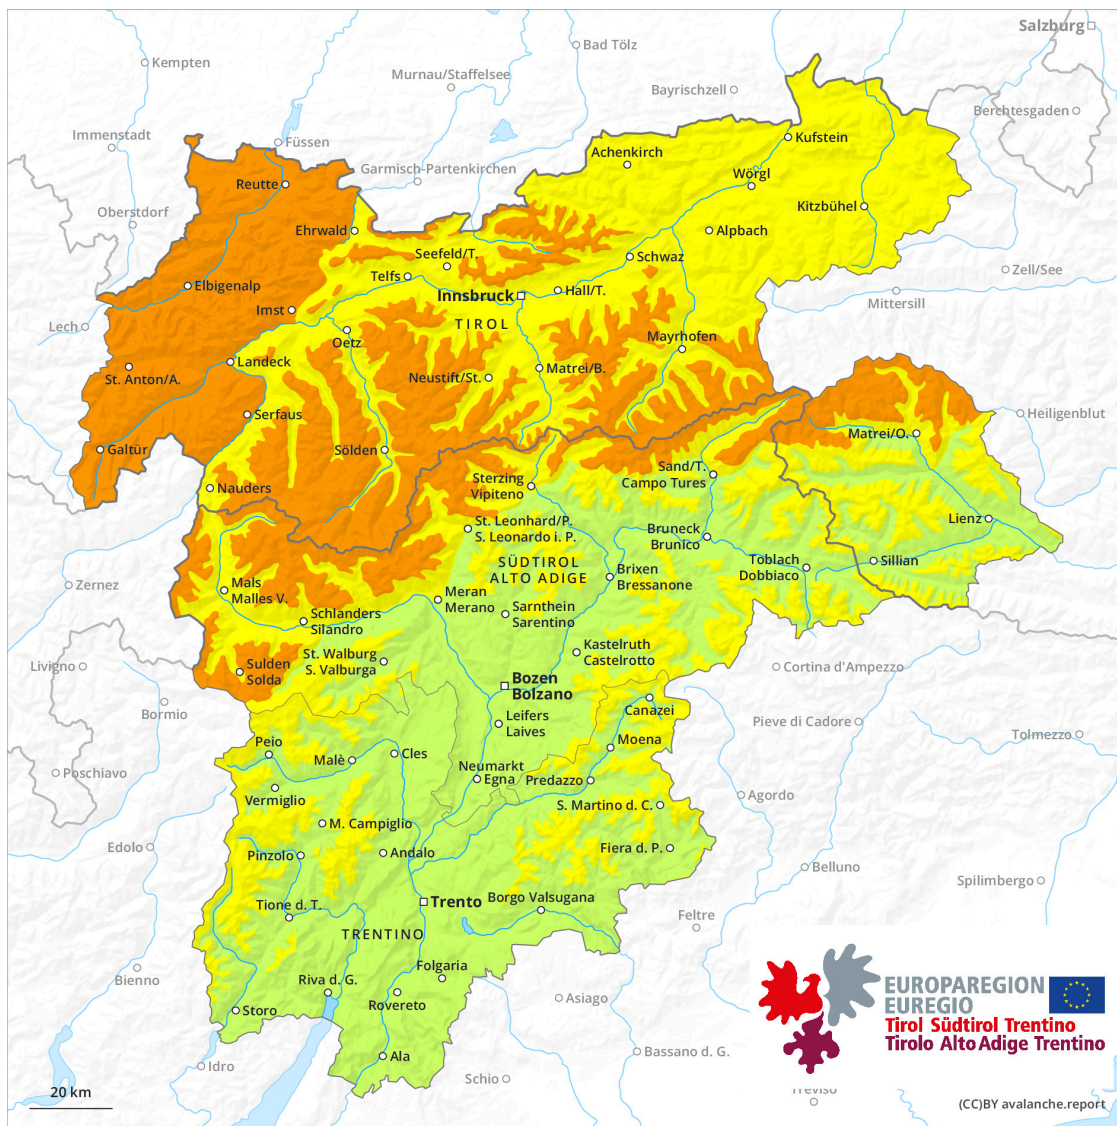 Salzburg
Bad Tölz
Kempten
Murnau/Staffelsee
Bayrischzell
Berchtesgaden
Immenstadt
Füssen
Kufstein
Achenkirch
Garmisch-Partenkirchen
Wörgl
Reutte
Kitzbühel
Oberstdorf
Ehrwald
Alpbach
Seefeld/T.
Schwaz
Zell/See
Telfs
Elbigenalp
Innsbruck
Hall/T.
Mittersill
Imst
TIROL
Lech
Oetz
Mayrhofen
Landeck
Matrei/B.
St. Anton/A.
Neustift/St.
Serfaus
Heiligenblut
Matrei/O.
Galtür
Sölden
Sand/T.
Campo Tures
Sterzing
Vipiteno
Nauders
Lienz
St. Leonhard/P.
S. Leonardo i. P.
Bruneck
Brunico
SÜDTIROL
ALTO ADIGE
Toblach
Dobbiaco
Sillian
Zernez
Mals
Malles V.
Brixen
Bressanone
Meran
Merano
Schlanders
Silandro
Sarnthein
Sarentino
Kastelruth
Castelrotto
St. Walburg
S. Valburga
Livigno
Sulden
Solda
Cortina d'Ampezzo
Bozen
Bolzano
Bormio
Canazei
Leifers
Laives
Pieve di Cadore
Tolmezzo
Peio
Moena
Malè
Cles
Poschiavo
Neumarkt
Egna
Predazzo
Vermiglio
Agordo
S. Martino d. C.
M. Campiglio
Edolo
Pinzolo
Andalo
Fiera d. P.
Belluno
Spilimbergo
Tione d. T.
Trento
Borgo Valsugana
Feltre
TRENTINO
Folgaria
Bienno
Riva d. G.
Rovereto
Asiago
Storo
EUROPAREGION
EUREGIO
Tirol Südtirol Trentino
Tirolo Alto Adige Trentino
Ala
Bassano d. G.
Idro
Schio
20 km
Treviso
(CC)BY avalanche.report